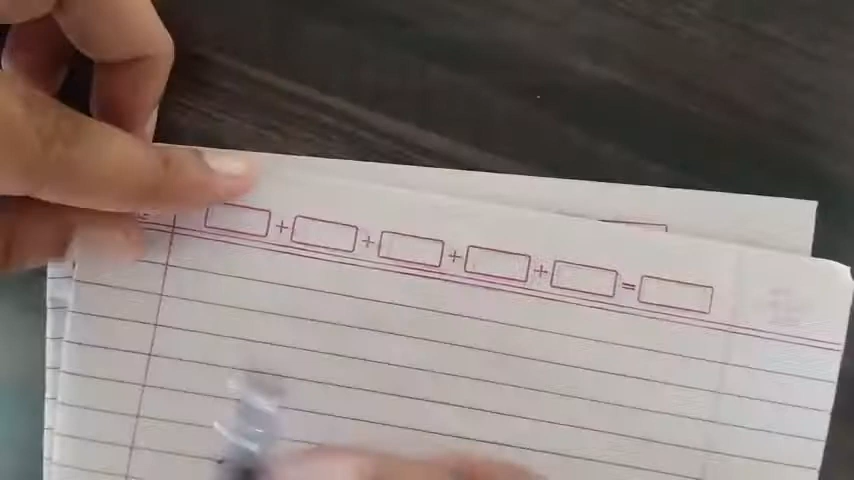 + + + + =